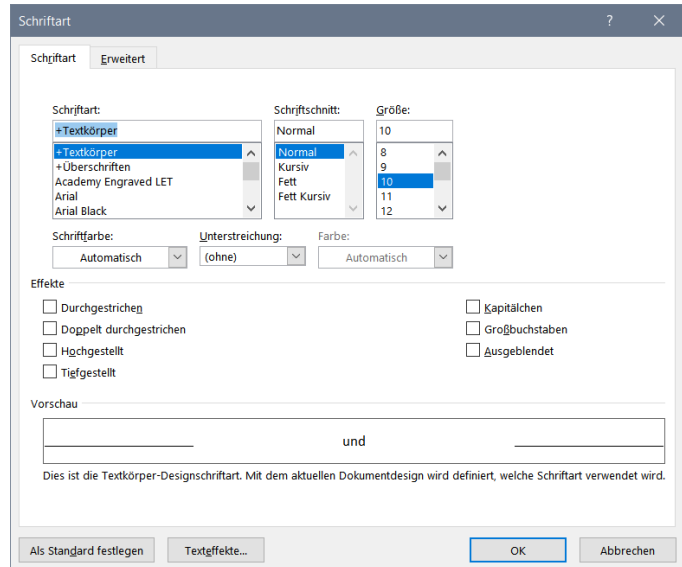 Schriftart ?
Schriftart Erweitert
Schriftart: Schriftschnitt: Größe:
+Textkörper Normal 10
+Textkörper Normal 8
+Überschriften Kursiv 9
Academy Engraved LET Fett 10
Arial Fett Kursiv 11
Arial Black 12
Schriftfarbe: Unterstreichung: Farbe:
Automatisch (ohne) Automatisch
Effekte
Durchgestrichen Kapitälchen
Doppelt durchgestrichen Großbuchstaben
Hochgestellt Ausgeblendet
Tiefgestellt
Vorschau
und
Dies ist die Textkörper-Designschriftart. Mit dem aktuellen Dokumentdesign wird definiert, welche Schriftart verwendet wird.
Als Standard festlegen Texteffekte... OK Abbrechen